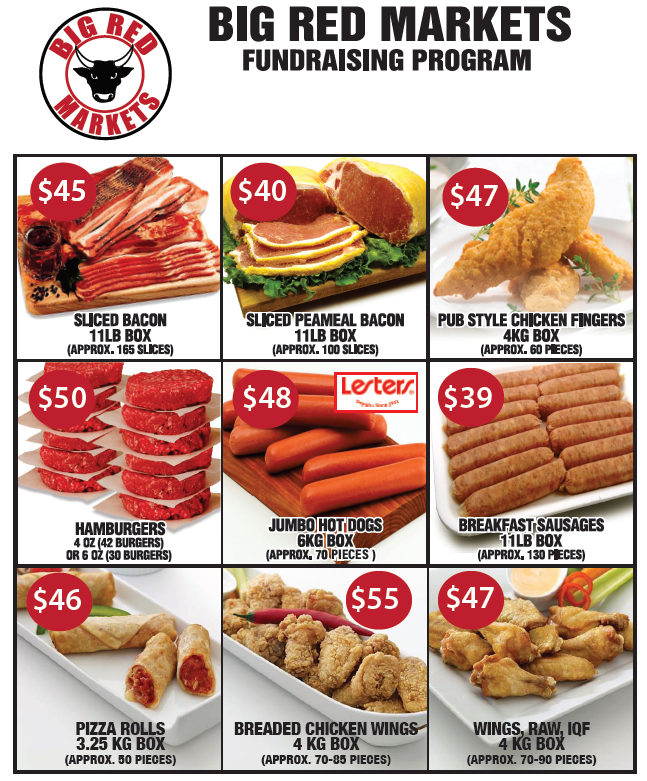 BIG RED MARKETS
BIG RED MARKETS
FUNDRAISING PROGRAM
$45
SLICED BACON
11LB BOX
(APPROX. 165 SLICES)
$40
SLICED PEAMEAL BACON
11LB BOX
(APPROX. 100 SLICES)
$47
PUB STYLE CHICKEN FINGERS
4KG BOX
(APPROX. 60 PIECES)
$50
HAMBURGERS
4 OZ (42 BURGERS)
OR 6 OZ (30 BURGERS)
$48
Lesters
JUMBO HOT DOGS
6KG BOX
(APPROX. 70 PIECES )
$39
BREAKFAST SAUSAGES
11LB BOX
(APPROX. 130 PIECES)
$46
PIZZA ROLLS
3.25 KG BOX
(APPROX. 50 PIECES)
$55
BREADED CHICKEN WINGS
4 KG BOX
(APPROX. 70-85 PIECES)
$47
WINGS, RAW, IQF
4 KG BOX
(APPROX. 70-90 PIECES)